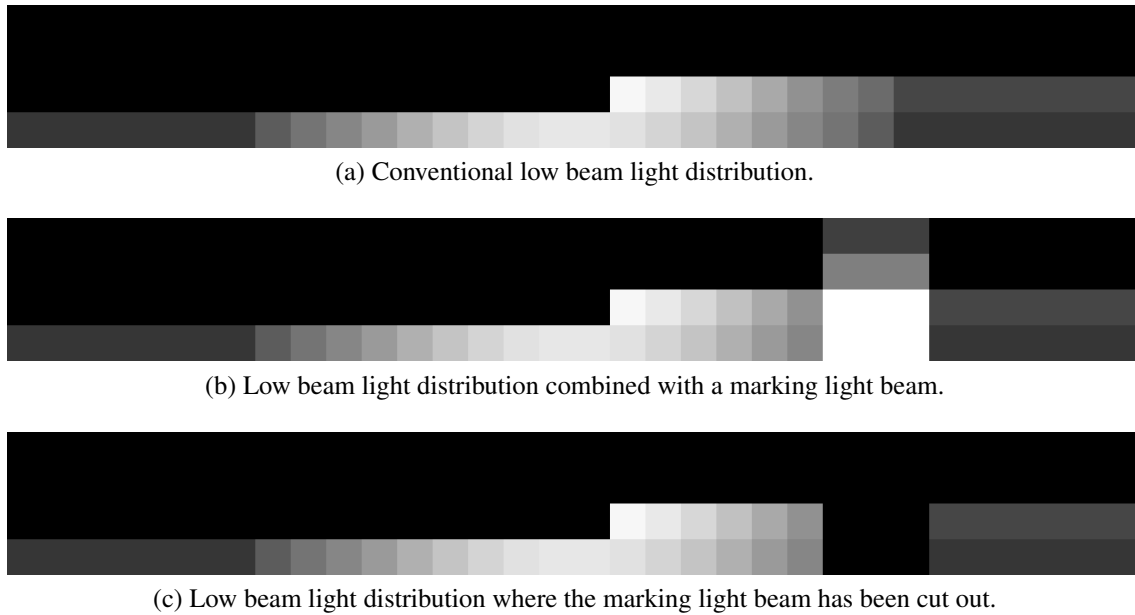 (a) Conventional low beam light distribution.
(b) Low beam light distribution combined with a marking light beam.
(c) Low beam light distribution where the marking light beam has been cut out.